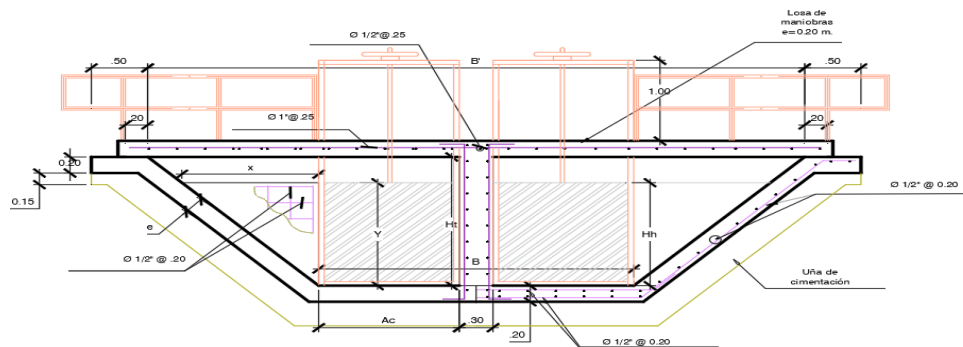 Losa de
maniobras
e=0.20 m.
Ø 1/2"@.25
.50
B'
.50
1.00
.20
Ø 1"@.25
.20
0.20
x
0.15
Ø 1/2" @ 0.20
e
Y
Ht
Hh
Ø 1/2" @ .20
B
Uña de
cimentación
Ac
.30
.20
Ø 1/2" @ 0.20